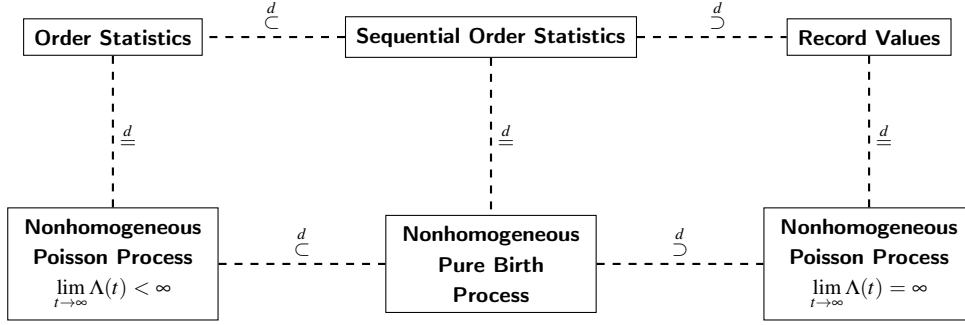 Order Statistics
d
⊂
Sequential Order Statistics
d
⊃
Record Values
d
=
d
=
d
=
Nonhomogeneous
Poisson Process
lim Λ(t) < ∞
t→∞
d
⊂
Nonhomogeneous
Pure Birth
Process
d
⊃
Nonhomogeneous
Poisson Process
lim Λ(t) = ∞
t→∞